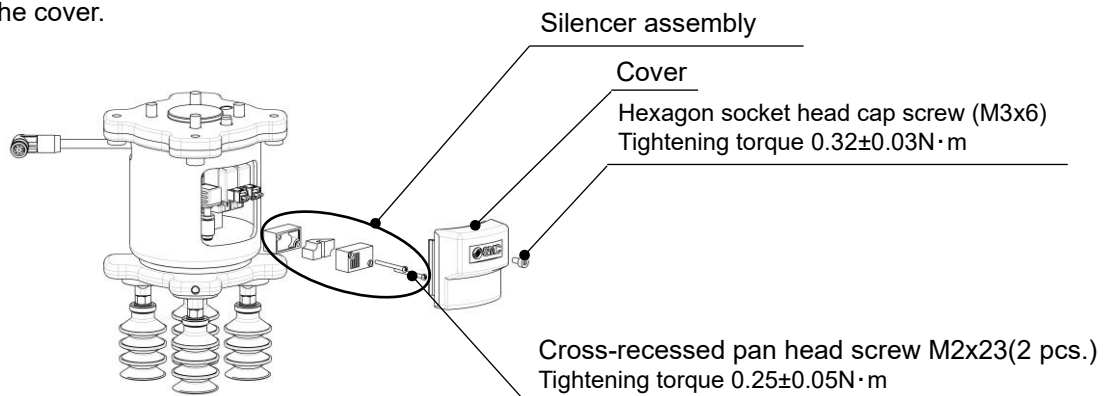 he cover.
Silencer assembly
Cover
Hexagon socket head cap screw (M3x6)
Tightening torque 0.32±0.03N･m
SMC
Cross-recessed pan head screw M2x23(2 pcs.)
Tightening torque 0.25±0.05N･m